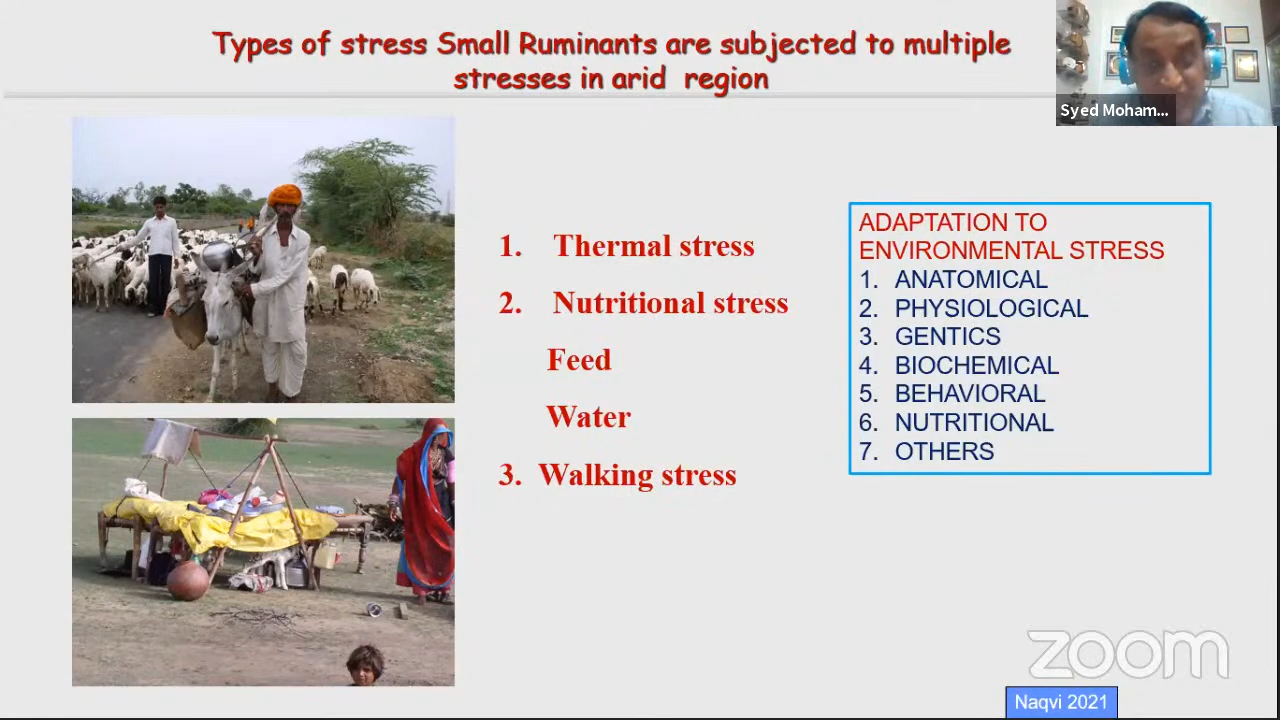 Types of stress Small Ruminants are subjected to multiple
stresses in arid region
Syed Moham...
1. Thermal stress
2. Nutritional stress
Feed
Water
3. Walking stress
ADAPTATION TO
ENVIRONMENTAL STRESS
1. ANATOMICAL
2. PHYSIOLOGICAL
3. GENTICS
4. BIOCHEMICAL
5. BEHAVIORAL
6. NUTRITIONAL
7. OTHERS
zoom
Naqvi 2021